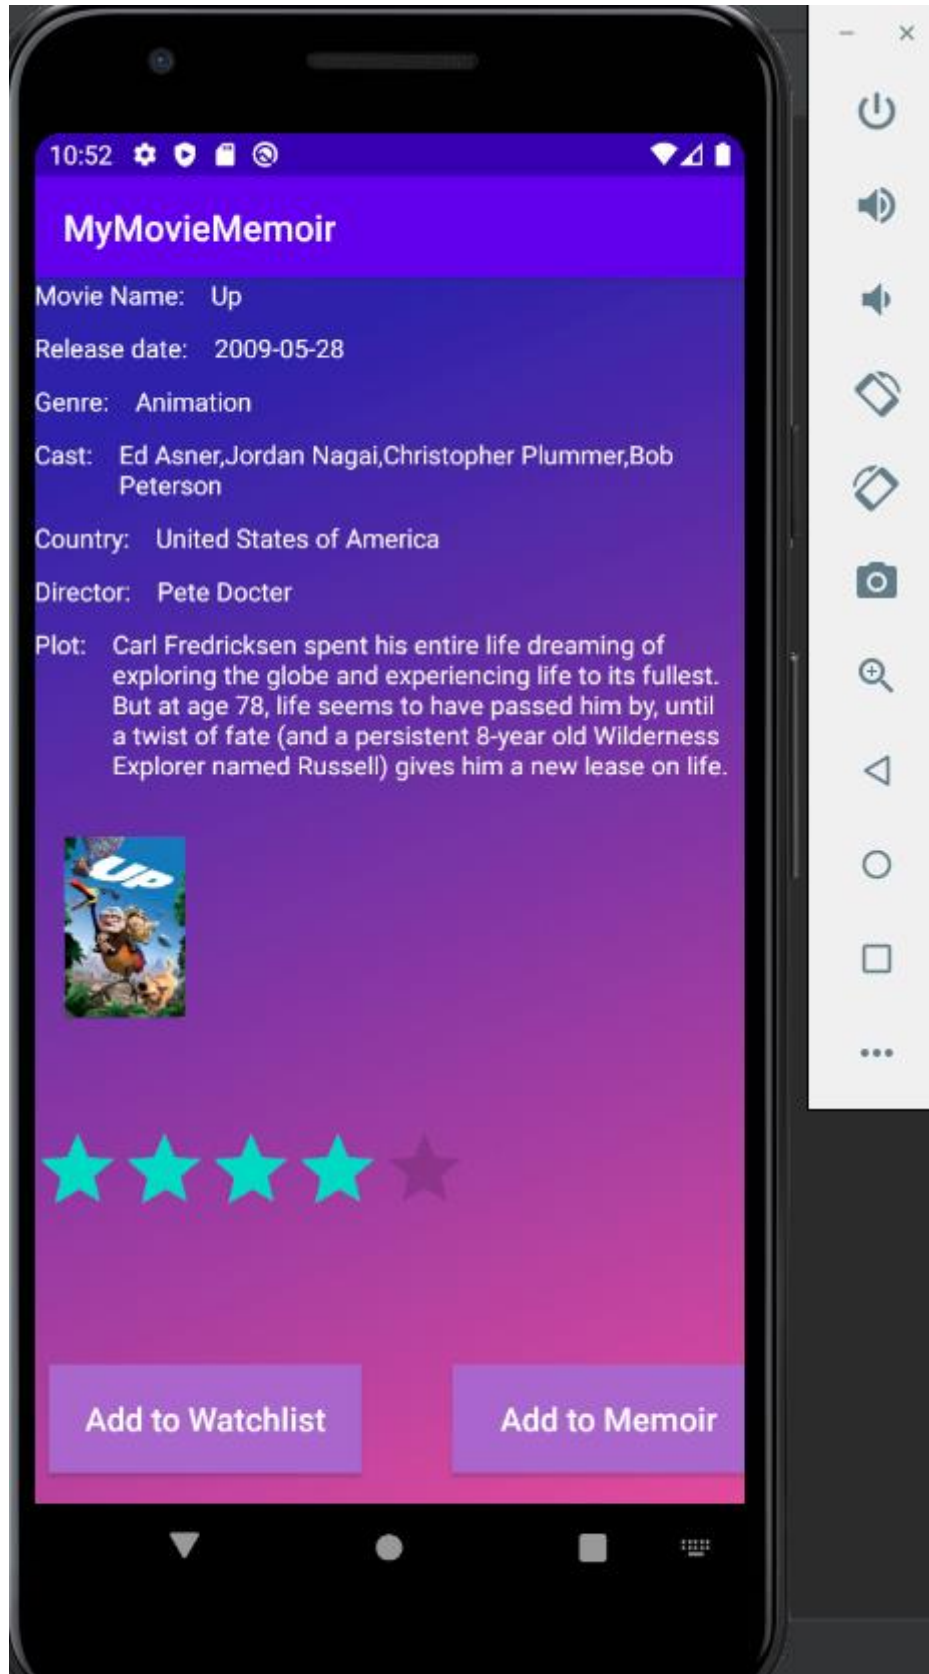 10:52
MyMovieMemoir
Movie Name: Up
Release date: 2009-05-28
Genre: Animation
Cast: Ed Asner,Jordan Nagai,Christopher Plummer,Bob
Peterson
Country: United States of America
Director: Pete Docter
Plot: Carl Fredricksen spent his entire life dreaming of
exploring the globe and experiencing life to its fullest.
But at age 78, life seems to have passed him by, until
a twist of fate (and a persistent 8-year old Wilderness
Explorer named Russell) gives him a new lease on life.
UP
Add to Watchlist Add to Memoir